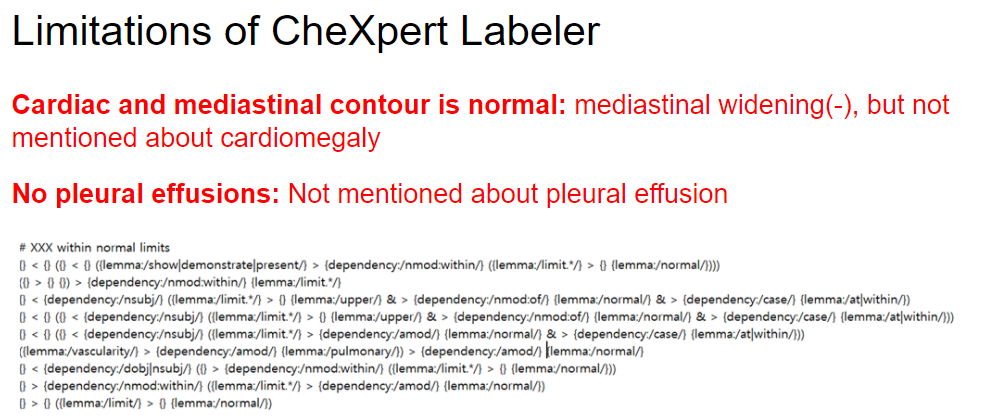 Limitations of CheXpert Labeler
Cardiac and mediastinal contour is normal: mediastinal widening(-), but not
mentioned about cardiomegaly
No pleural effusions: Not mentioned about pleural effusion
# XXX within normal limits
{} < {} ({} < {} ({lemma:/show|demonstrate|present/} > {dependency:/nmod:within/} ({lemma:/limit.*/} > {} {lemma:/normal/})))
({} > {} {}) > {dependency:/nmod:within/} {lemma:/limit.*/}
{} < {dependency:/nsubj/} ({lemma:/limit.*/} > {} {lemma:/upper/} & > {dependency:/nmod:of/} {lemma:/normal/} & > {dependency:/case/} {lemma:/at|within/})
{} < {} ({} < {dependency:/nsubj/} ({lemma:/limit.*/} > {} {lemma:/upper/} & > {dependency:/nmod:of/} {lemma:/normal/} & > {dependency:/case/} {lemma:/at|within/}))
{} < {} ({} < {dependency:/nsubj/} ({lemma:/limit.*/} > {dependency:/amod/} {lemma:/normal/} & > {dependency:/case/} {lemma:/at|within/}))
({lemma:/vascularity/} > {dependency:/amod/} {lemma:/pulmonary/}) > {dependency:/amod/} {lemma:/normal/}
{} < {dependency:/dobj|nsubj/} ({} > {dependency:/nmod:within/} ({lemma:/limit.*/} > {} {lemma:/normal/}))
{} > {dependency:/nmod:within/} ({lemma:/limit.*/} > {dependency:/amod/} {lemma:/normal/})
{} > {} ({lemma:/limit/} > {} {lemma:/normal/})